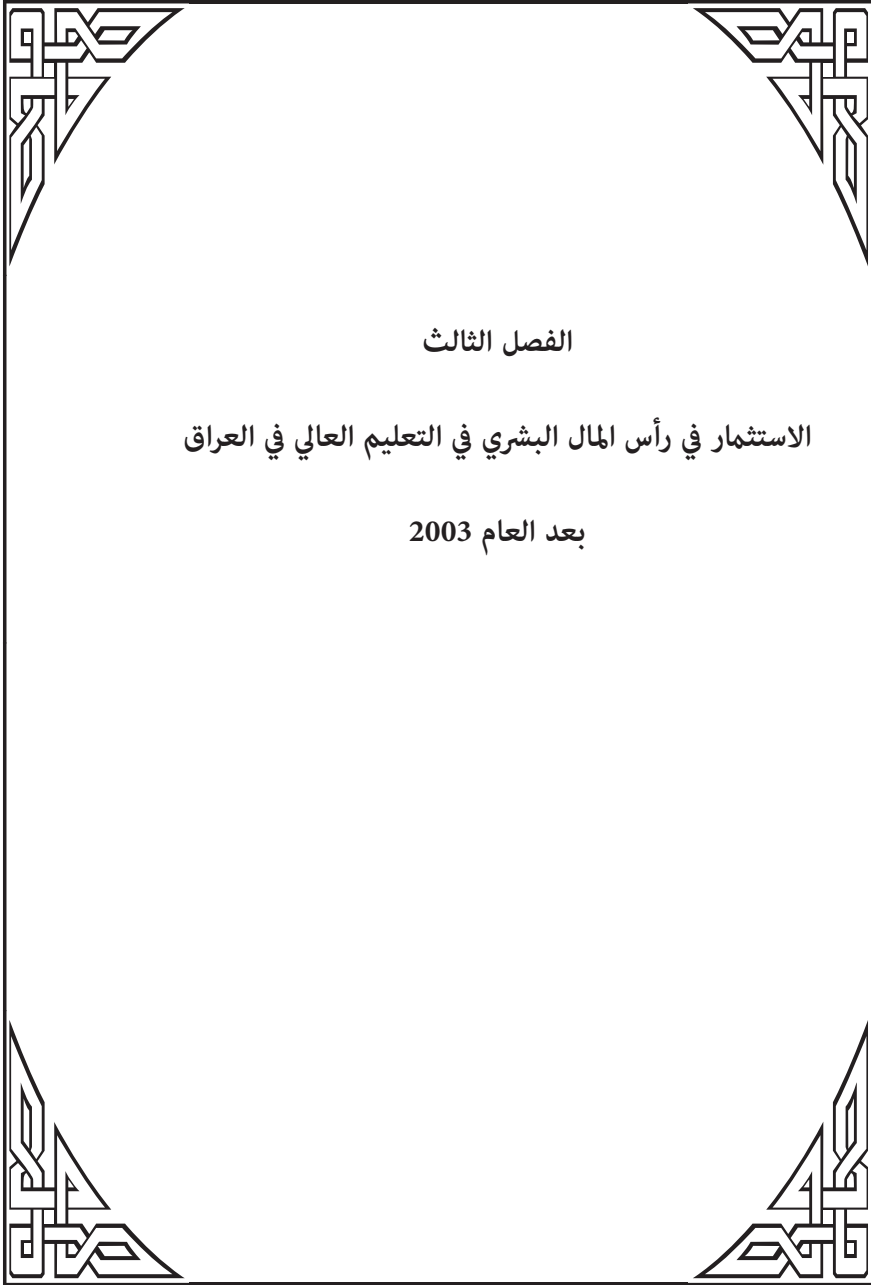 الفصل الثالث
الاستثمار في رأس المال البشري في التعليم العالي في العراق
بعد العام 2003